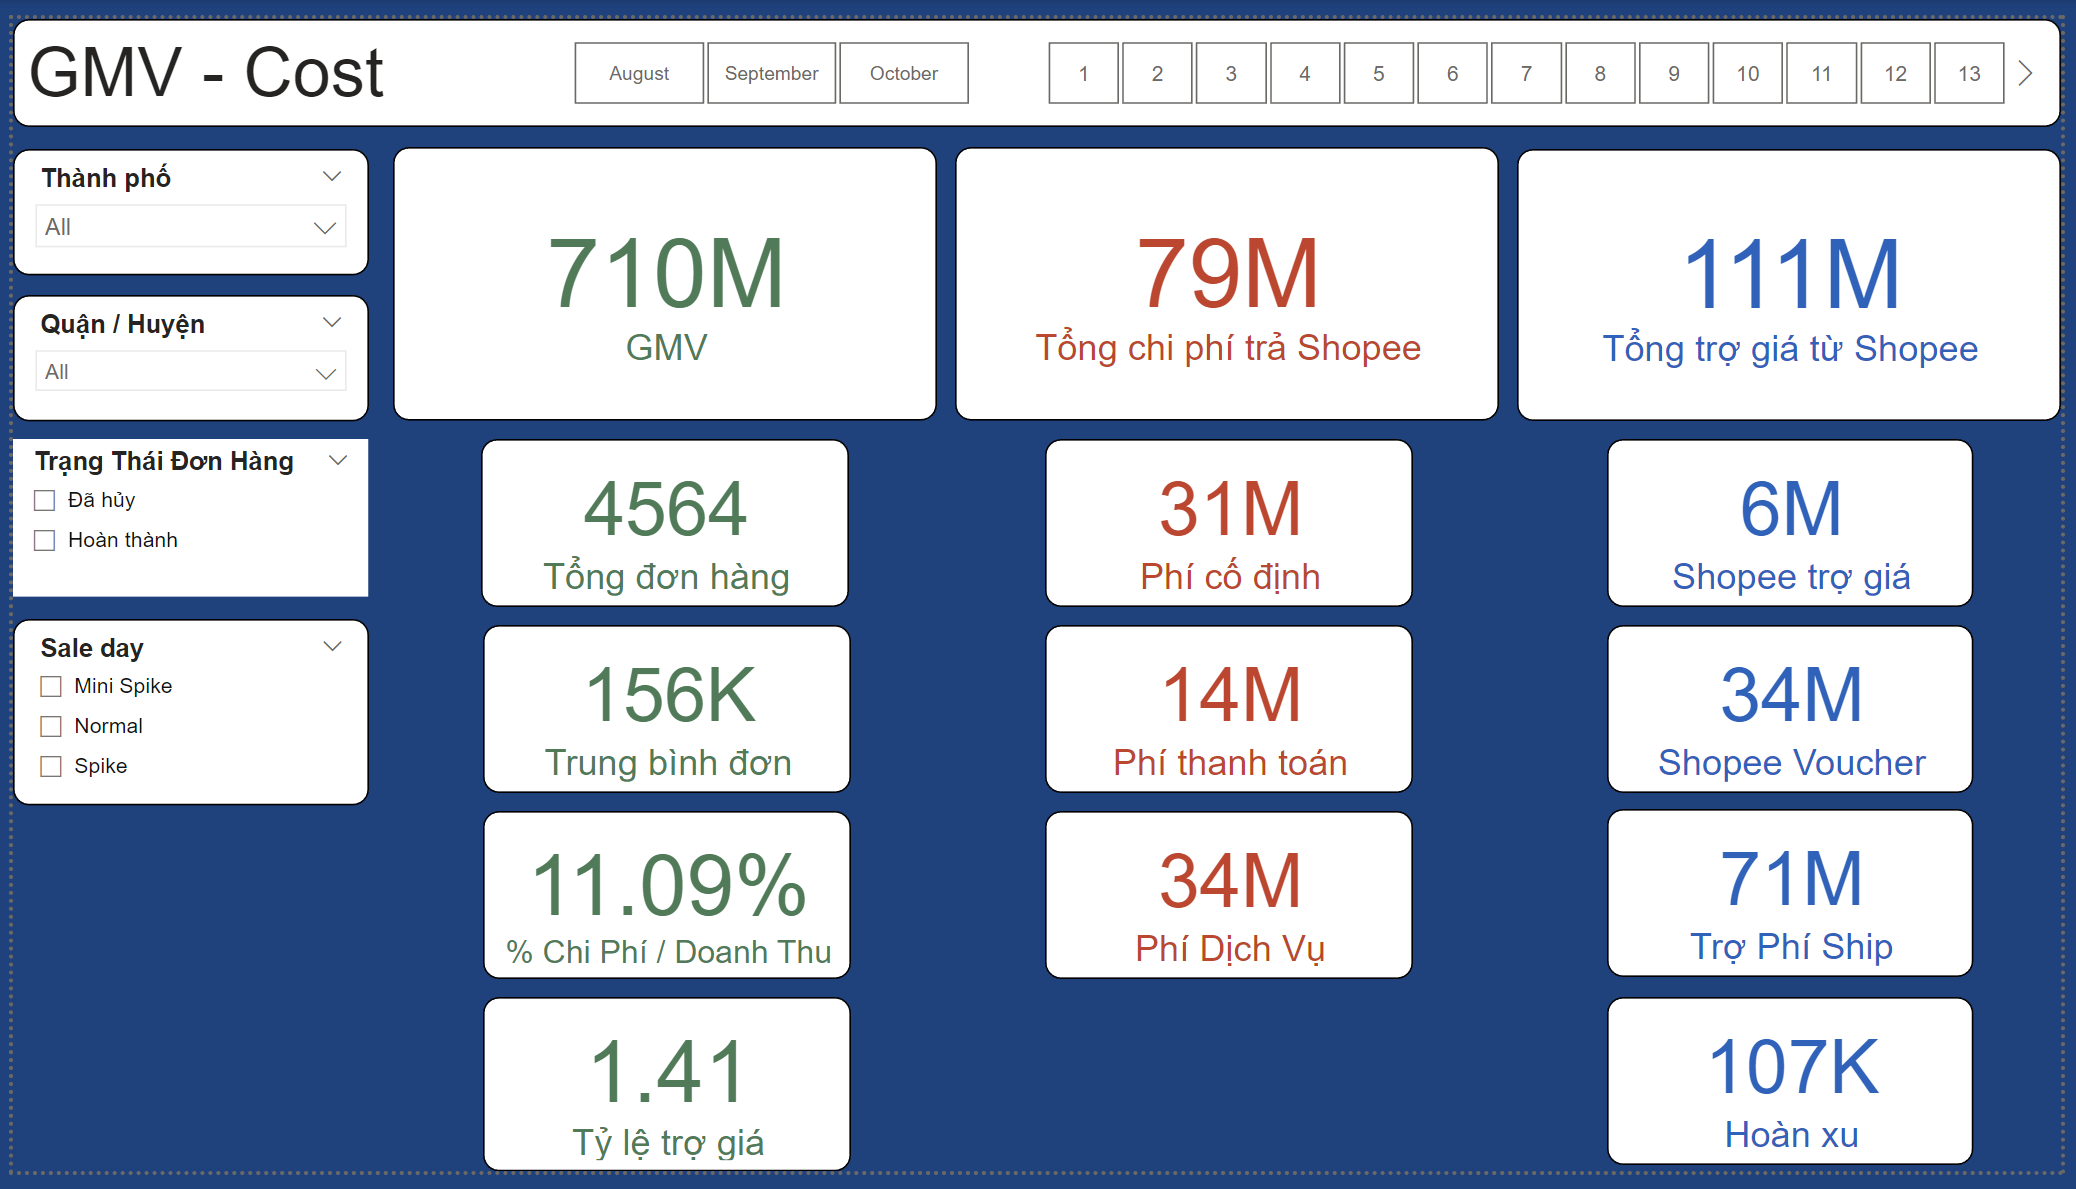 GMV - Cost
August
September
October
1
2
3
4
5
6
7
8
9
10
11
12
13
Thành phố
All
Quận / Huyện
All
Trạng Thái Đơn Hàng
Đã hủy
Hoàn thành
Sale day
Mini Spike
Normal
Spike
710M
GMV
79M
Tổng chi phí trả Shopee
111M
Tổng trợ giá từ Shopee
4564
Tổng đơn hàng
31M
Phí cố định
6M
Shopee trợ giá
156K
Trung bình đơn
14M
Phí thanh toán
34M
Shopee Voucher
11.09%
% Chi Phí / Doanh Thu
34M
Phí Dịch Vụ
71M
Trợ Phí Ship
1.41
Tỷ lệ trợ giá
107K
Hoàn xu